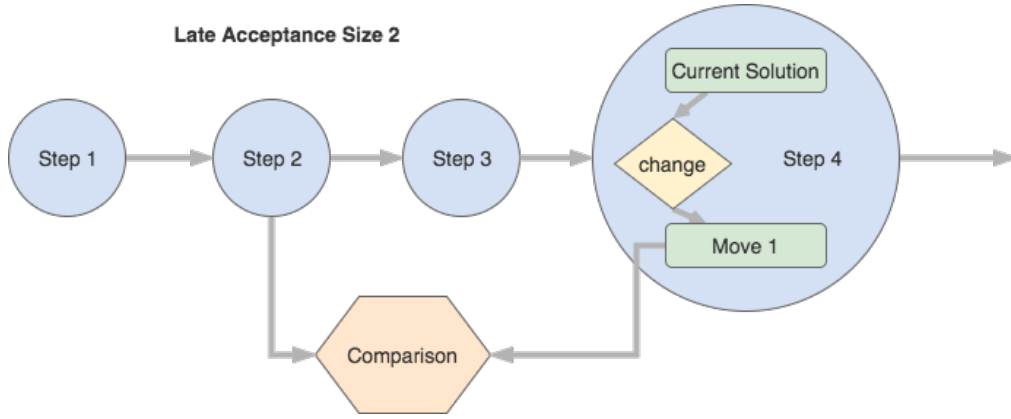 Late Acceptance Size 2
Current Solution
Step 1
Step 2
Step 3
change
Step 4
Move 1
Comparison